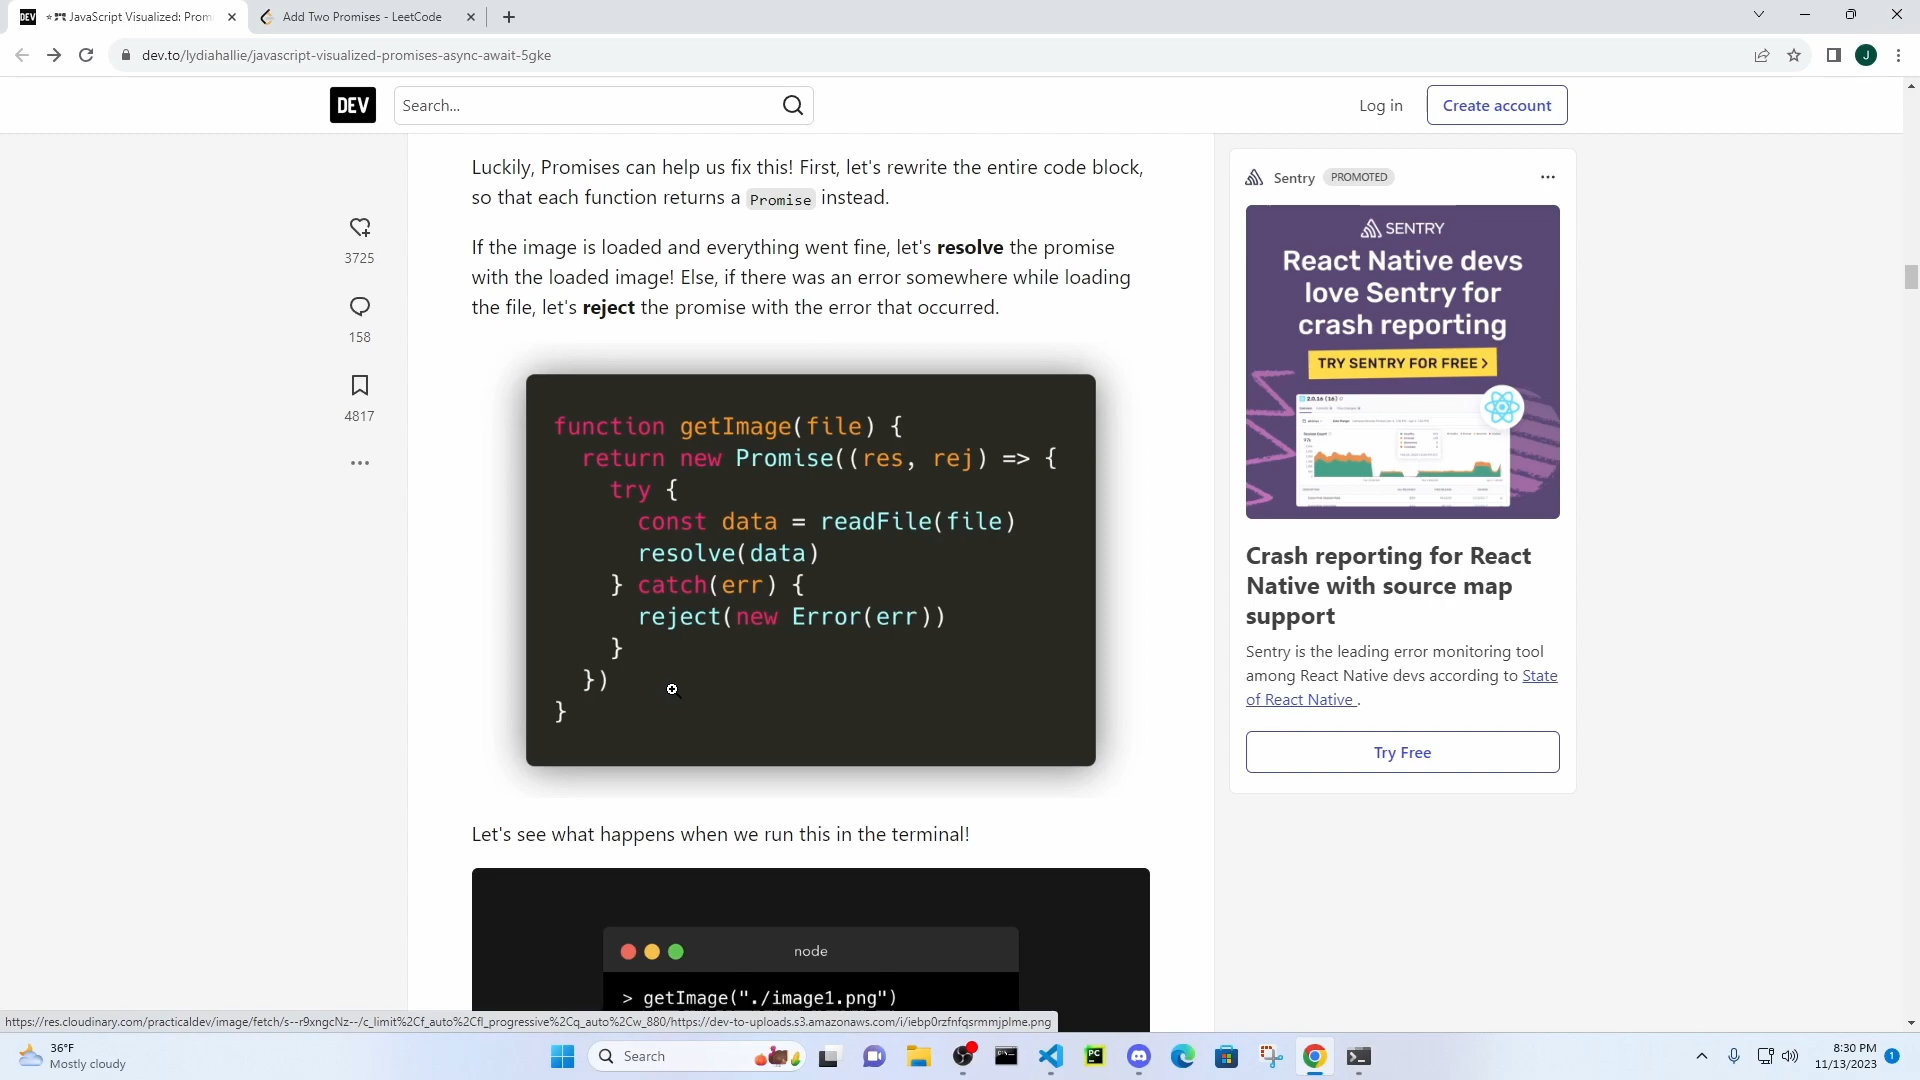 DEV
JavaScript Visualized: Prom
Add Two Promises - LeetCode
dev.to/lydiahallie/javascript-visualized-promises-async-await-5gke
J
DEV
Search...
Log in
Create account
Luckily, Promises can help us fix this! First, let's rewrite the entire code block,
so that each function returns a Promise instead.
If the image is loaded and everything went fine, let's resolve the promise
with the loaded image! Else, if there was an error somewhere while loading
the file, let's reject the promise with the error that occurred.
3725
158
4817
function getImage(file) {
return new Promise((res, rej) => {
try {
const data = readFile(file)
resolve(data)
} catch(err) {
reject(new Error(err))
}
})
}
Let's see what happens when we run this in the terminal!
node
> getImage("./image1.png")
Sentry PROMOTED
SENTRY
React Native devs
love Sentry for
crash reporting
TRY SENTRY FOR FREE >
Crash reporting for React
Native with source map
support
Sentry is the leading error monitoring tool
among React Native devs according to State
of React Native .
Try Free
https://res.cloudinary.com/practicaldev/image/fetch/s--r9xngcNz--/c_limit%2Cf_auto%2Cfl_progressive%2Cq_auto%2Cw_880/https://dev-to-uploads.s3.amazonaws.com/i/iebp0rzfnfqsrmmjplme.png
36°F
Mostly cloudy
Search
PC
8:30 PM
11/13/2023
1